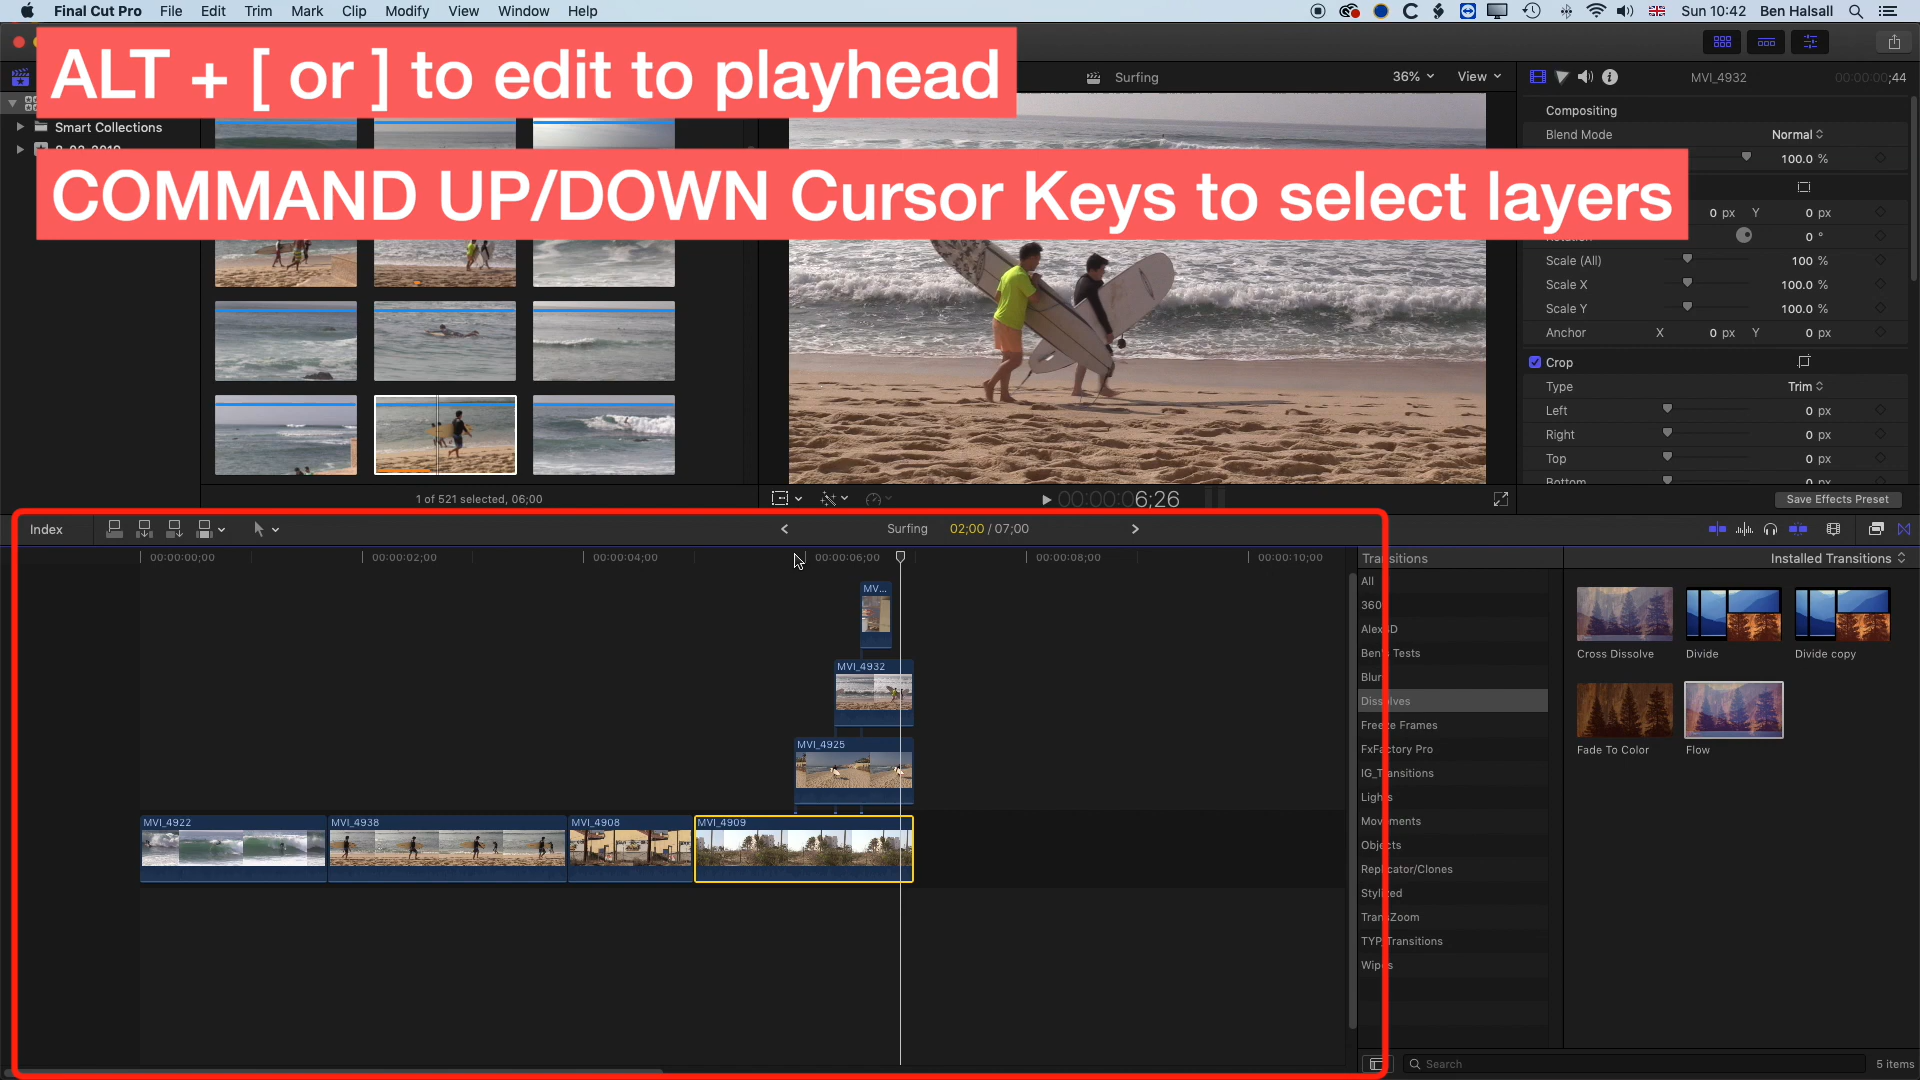 Final Cut Pro File Edit Trim Mark Clip Modify View Window Help Sun 10:42 Ben Halsall
ALT + [ or ] to edit to playhead
Surfing 36% View MVI_4932 00:00:00;44
Smart Collections
COMMAND UP/DOWN Cursor Keys to select layers
Compositing
Blend Mode Normal
100.0 %
0 px Y 0 px
0 °
Scale (All) 100 %
Scale X 100.0 %
Scale Y 100.0 %
Anchor X 0 px Y 0 px
Crop
Type Trim
Left 0 px
Right 0 px
Top 0 px
Bottom 0 px
1 of 521 selected, 06;00
00:00:06;26
Save Effects Preset
Index
Surfing 02;00 / 07;00
00:00:00;00 00:00:02;00 00:00:04;00 00:00:06;00 00:00:08;00 00:00:10;00
MV...
MVI_4932
MVI_4925
MVI_4922 MVI_4938 MVI_4908 MVI_4909
Transitions Installed Transitions
All
360
Alex 3D
Ben's Tests
Blur
Dissolves
Freeze Frames
FxFactory Pro
IG_Transitions
Lights
Movements
Objects
Replicator/Clones
Stylized
TransZoom
TYP Transitions
Wipes
Cross Dissolve Divide Divide copy
Fade To Color Flow
Search 5 items